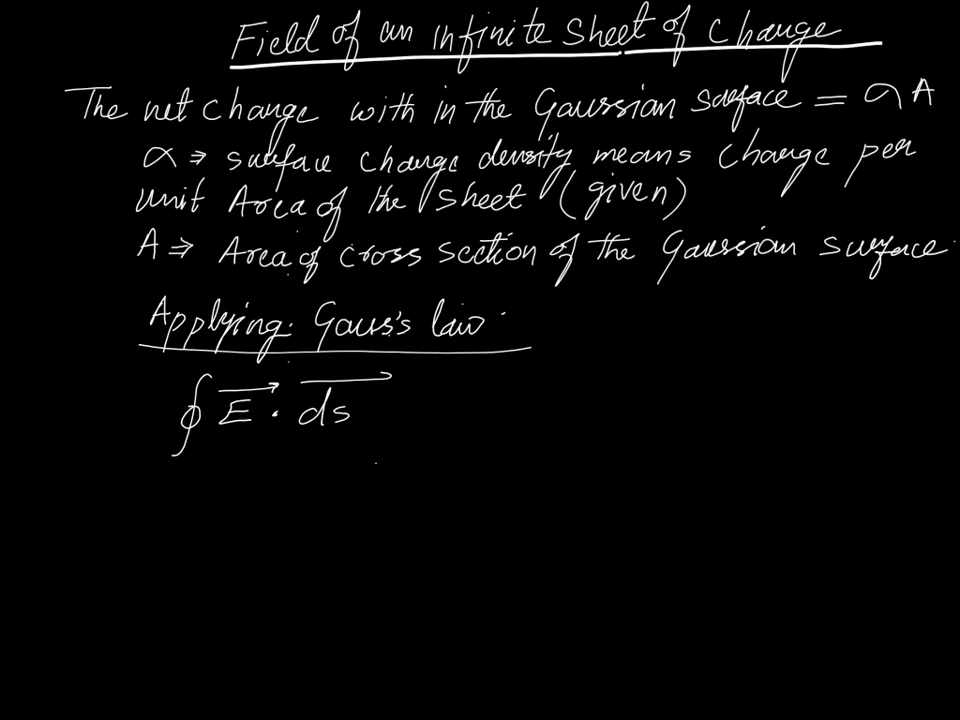 Field of an infinite sheet of Charge
The net charge with in the Gaussian surface = σA
σ ⇒ surface charge density means charge per
unit Area of the sheet (given)
A ⇒ Area of cross section of the Gaussian surface.
Applying Gauss's law
∮ E⃗ · d⃗s